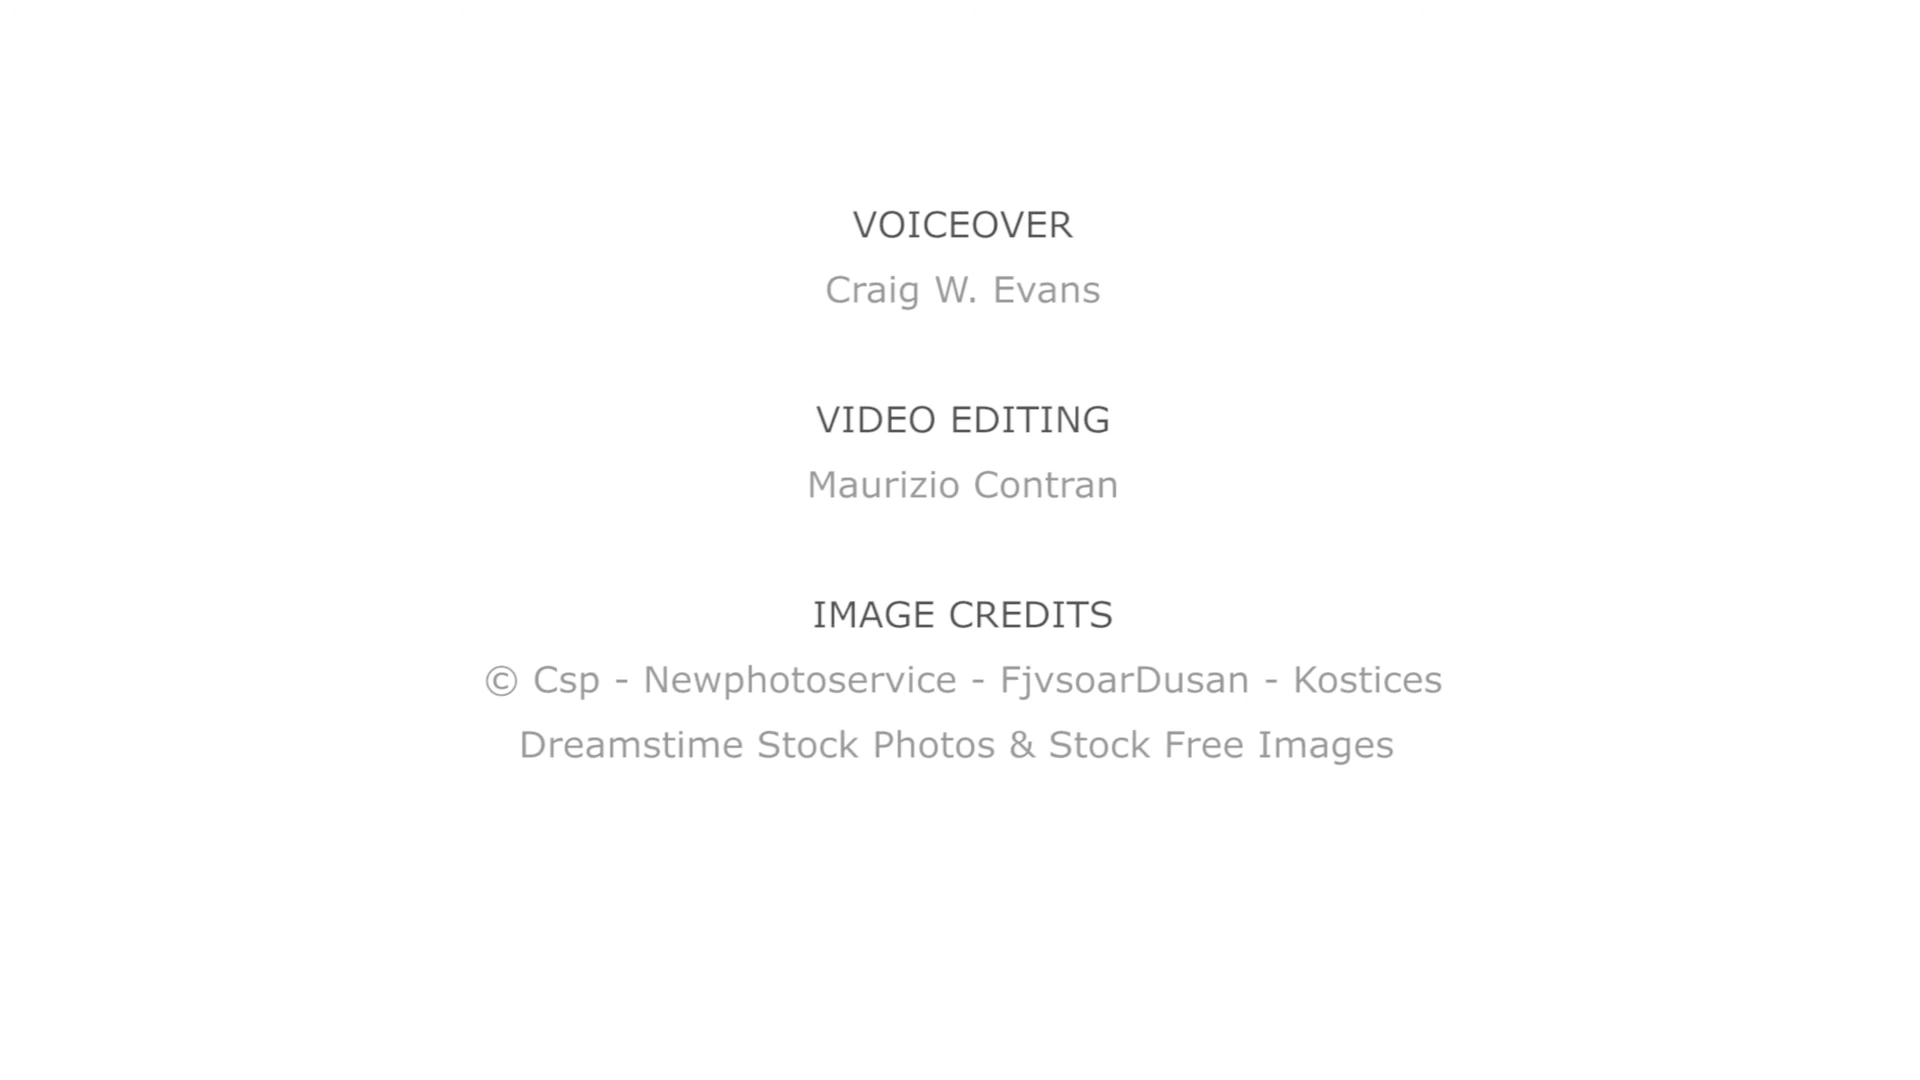 VOICEOVER
Craig W. Evans
VIDEO EDITING
Maurizio Contran
IMAGE CREDITS
© Csp - Newphotoservice - FjvsoarDusan - Kostices
Dreamstime Stock Photos & Stock Free Images